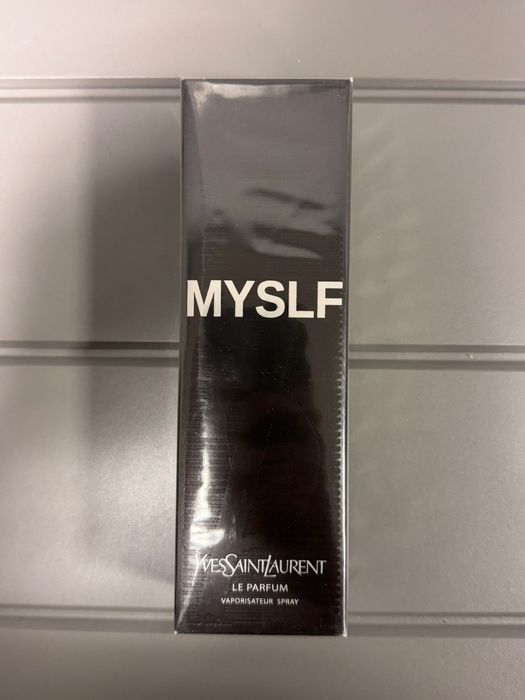 MYSLF
YVESSAINTLAURENT
LE PARFUM
VAPORISATEUR SPRAY